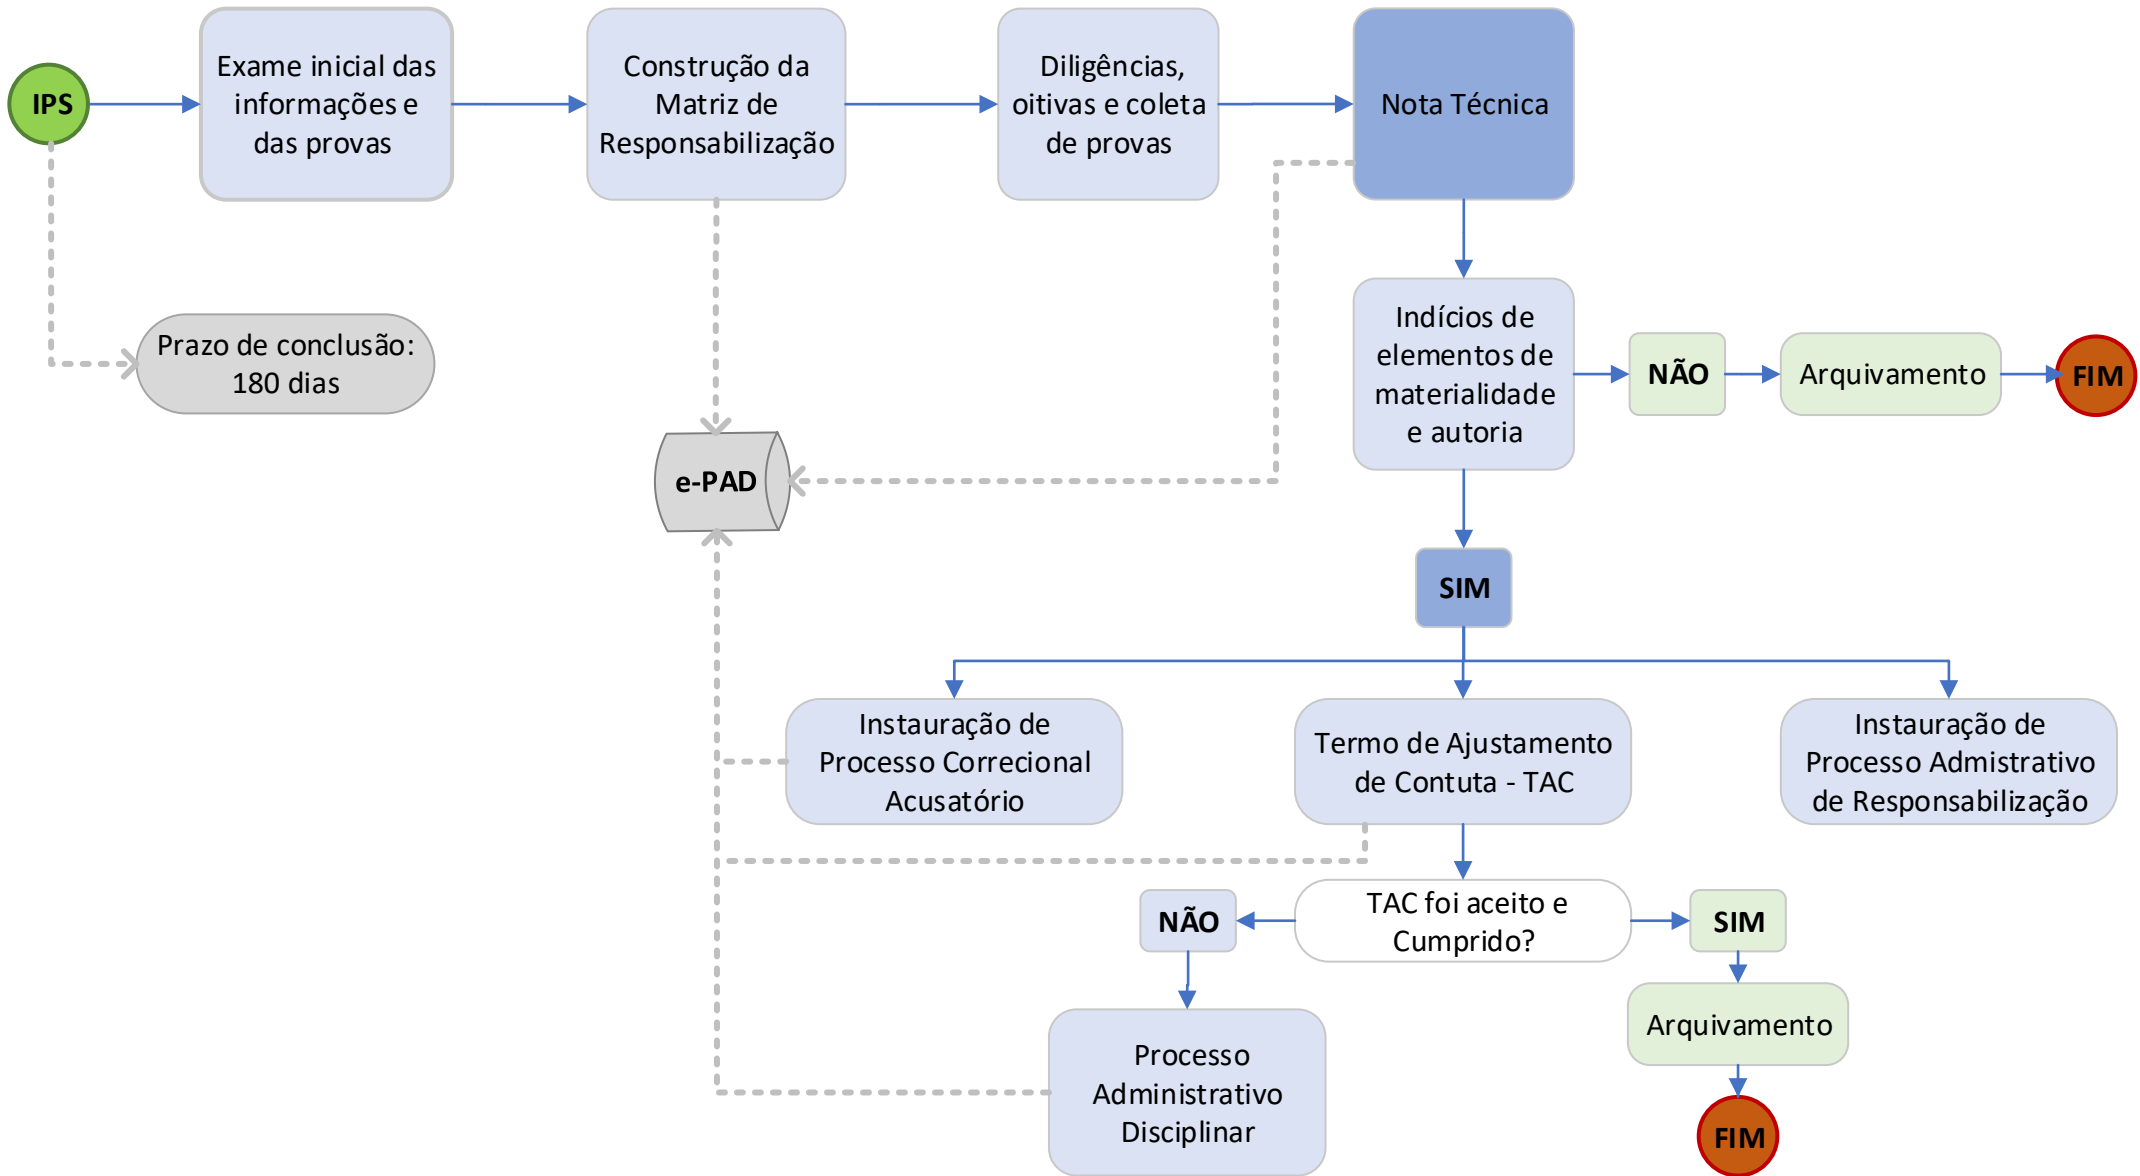 IPS
Exame inicial das
informações e
das provas
Construção da
Matriz de
Responsabilização
Diligências,
oitivas e coleta
de provas
Nota Técnica
Prazo de conclusão:
180 dias
Indícios de
elementos de
materialidade
e autoria
NÃO
Arquivamento
FIM
e-PAD
SIM
Instauração de
Processo Correcional
Acusatório
Termo de Ajustamento
de Contuta - TAC
Instauração de
Processo Admistrativo
de Responsabilização
NÃO
TAC foi aceito e
Cumprido?
SIM
Processo
Administrativo
Disciplinar
Arquivamento
FIM